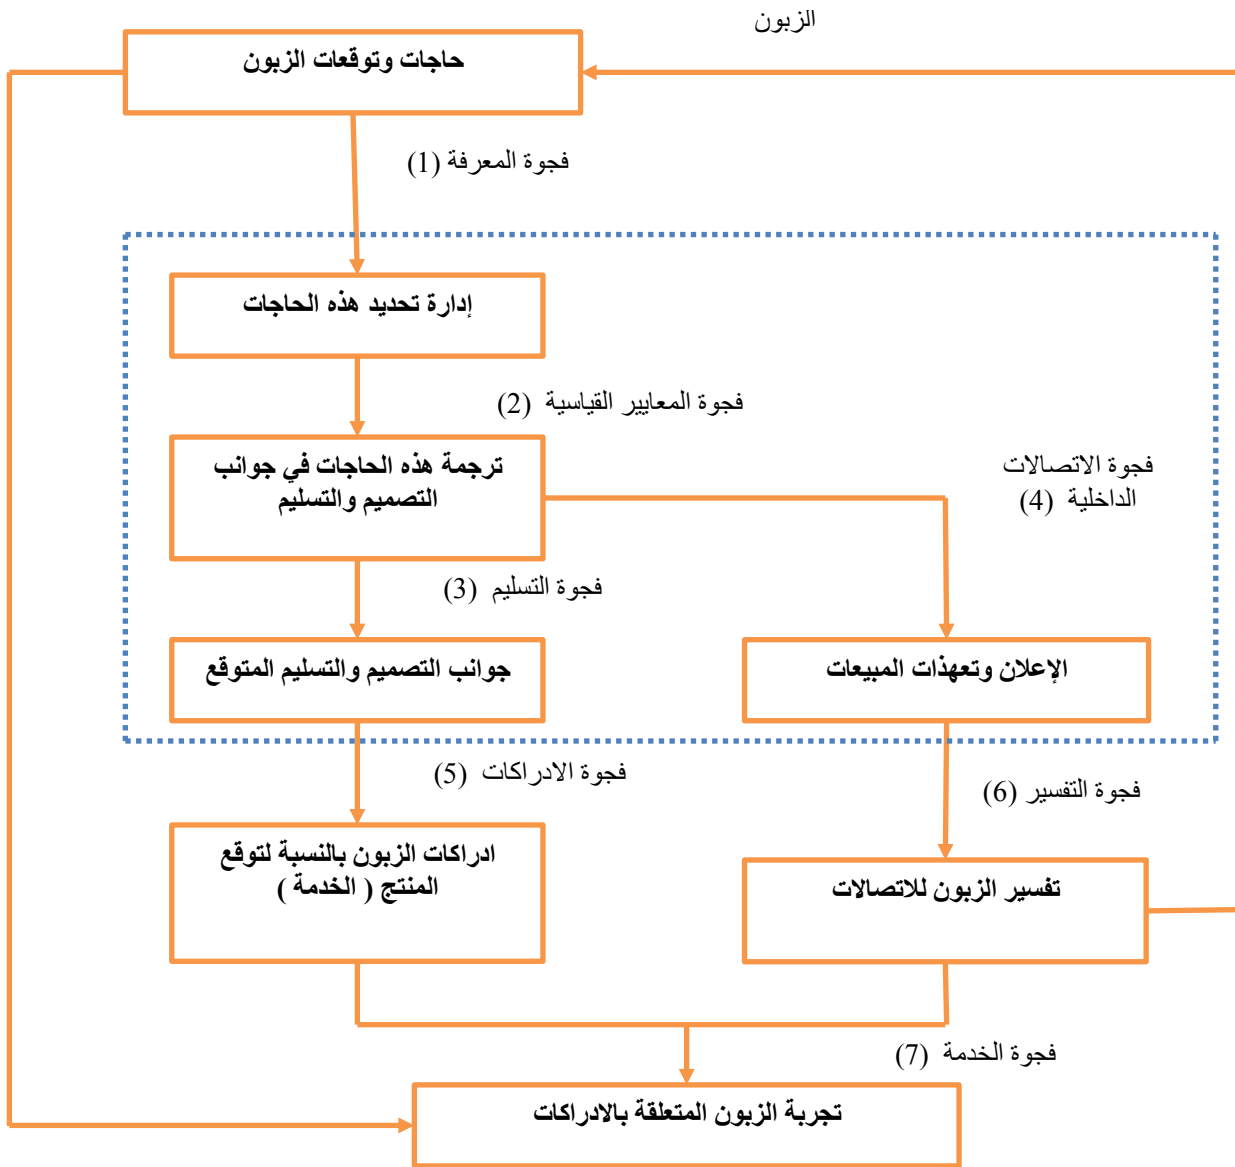 الزبون
حاجات وتوقعات الزبون
فجوة المعرفة (1)
إدارة تحديد هذه الحاجات
فجوة المعايير القياسية (2)
ترجمة هذه الحاجات في جوانب
التصميم والتسليم
فجوة الاتصالات
الداخلية (4)
فجوة التسليم (3)
جوانب التصميم والتسليم المتوقع
الإعلان وتعهذات المبيعات
فجوة الادراكات (5)
فجوة التفسير (6)
ادراكات الزبون بالنسبة لتوقع
المنتج ( الخدمة )
تفسير الزبون للاتصالات
فجوة الخدمة (7)
تجربة الزبون المتعلقة بالادراكات